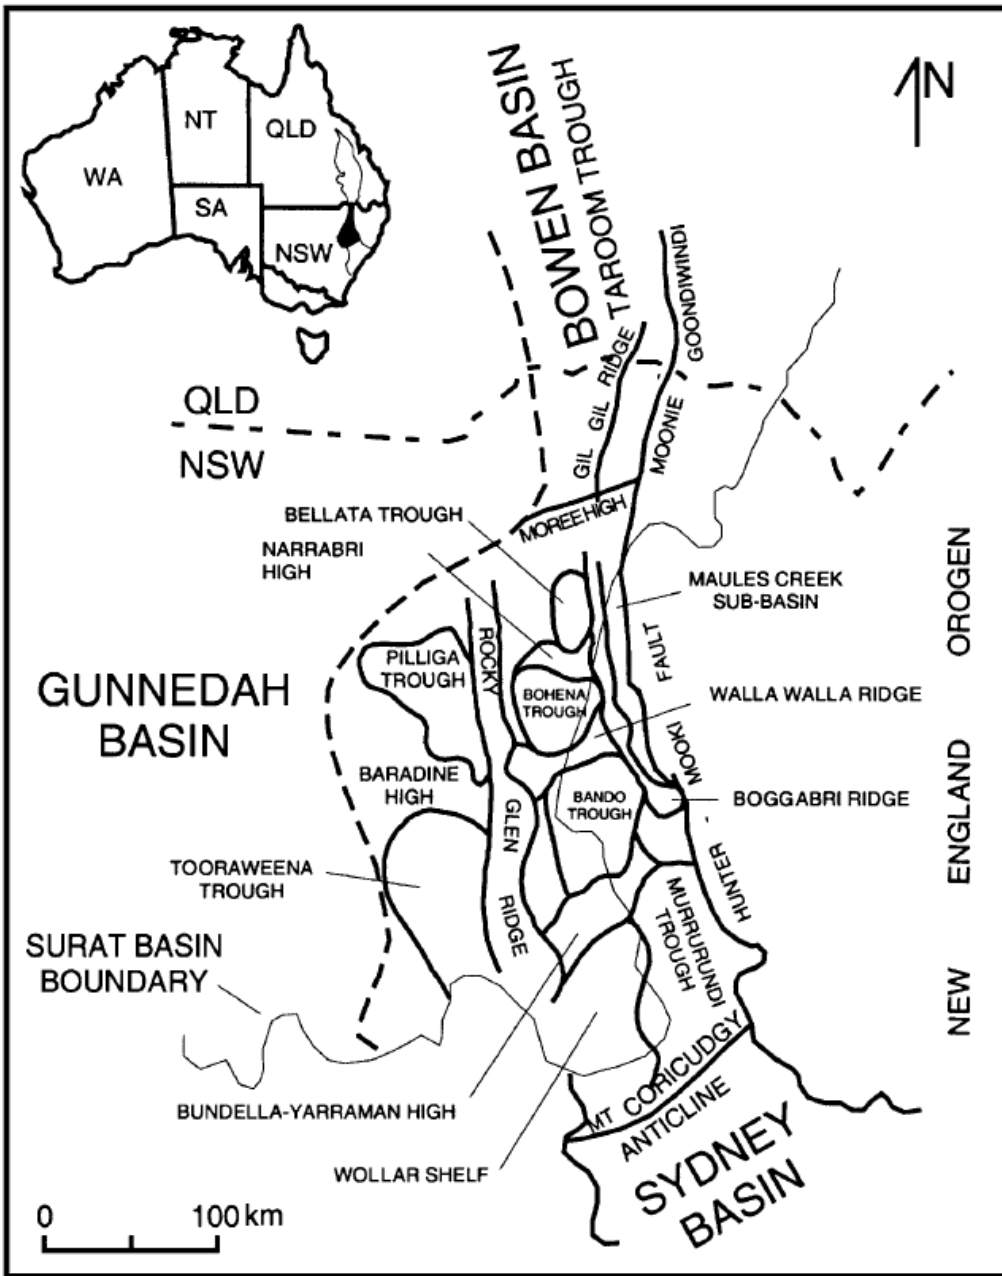 N
NT
QLD
WA
SA
NSW
BOWEN BASIN
TAROOM TROUGH
GOONDIWINDI
GIL GIL RIDGE
MOONIE
QLD
NSW
MOREE HIGH
BELLATA TROUGH
NARRABRI
HIGH
MAULES CREEK
SUB-BASIN
FAULT
PILLIGA
TROUGH
ROCKY
GLEN
RIDGE
BOHENA
TROUGH
WALLA WALLA RIDGE
GUNNEDAH
BASIN
MOOKI
BARADINE
HIGH
BANDO
TROUGH
BOGGABRI RIDGE
HUNTER -
TOORAWEENA
TROUGH
MURRURUNDI
TROUGH
NEW ENGLAND OROGEN
SURAT BASIN
BOUNDARY
MT CORICUDGY
ANTICLINE
BUNDELLA-YARRAMAN HIGH
WOLLAR SHELF
SYDNEY
BASIN
0 100 km